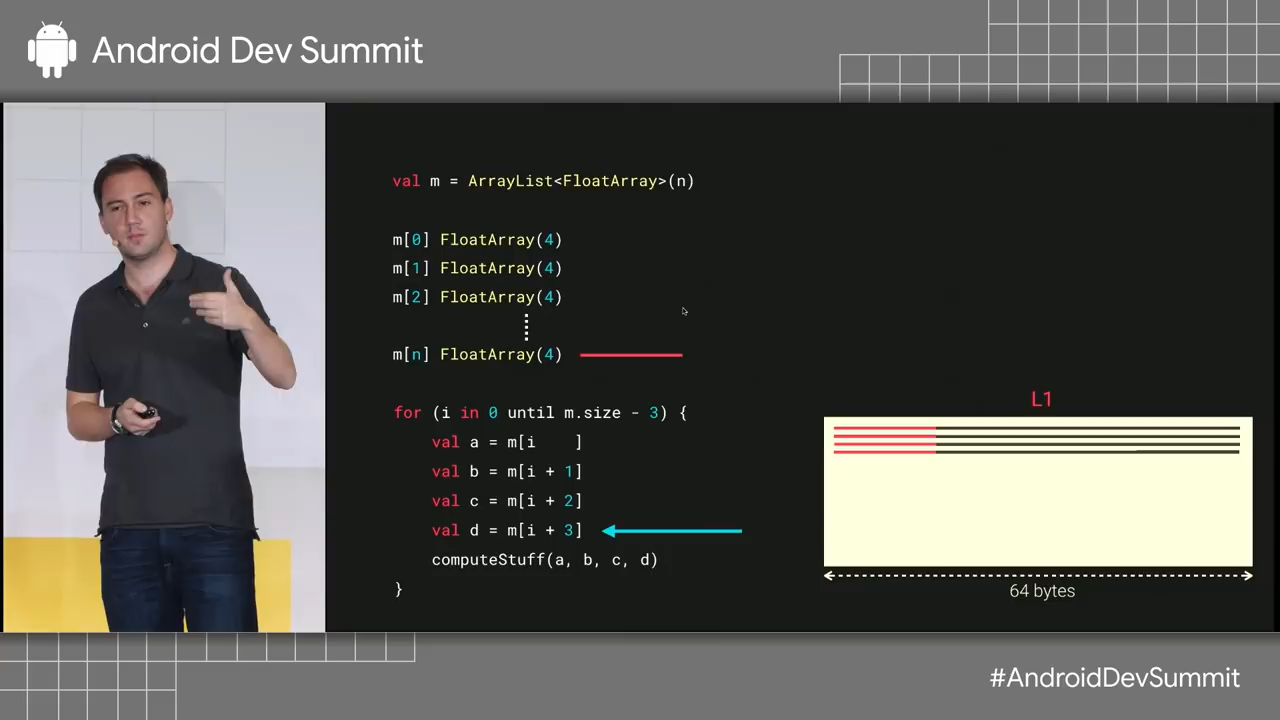 Android Dev Summit
val m = ArrayList<FloatArray>(n)
m[0] FloatArray(4)
m[1] FloatArray(4)
m[2] FloatArray(4)
m[n] FloatArray(4)
for (i in 0 until m.size - 3) {
val a = m[i    ]
val b = m[i + 1]
val c = m[i + 2]
val d = m[i + 3]
computeStuff(a, b, c, d)
}
L1
64 bytes
#AndroidDevSummit